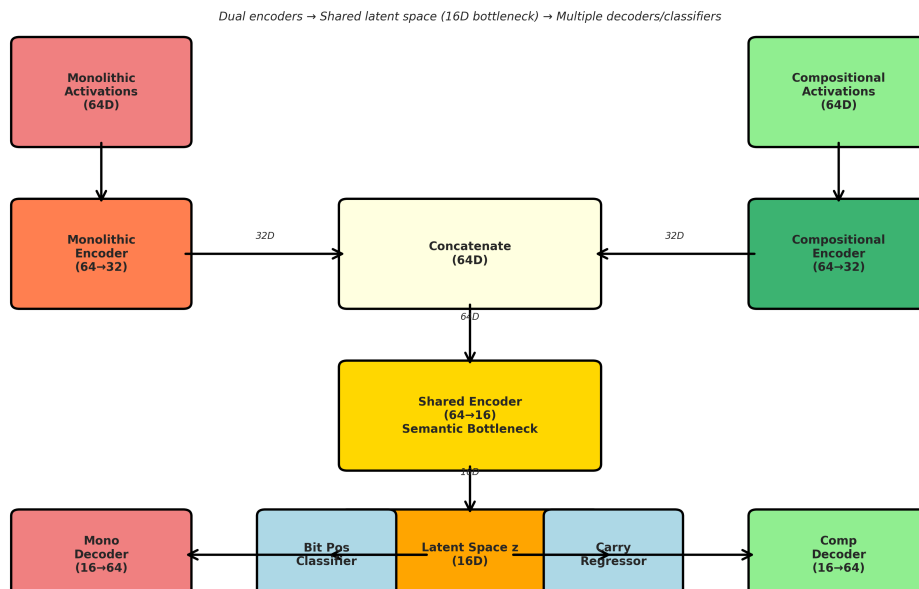 Dual encoders → Shared latent space (16D bottleneck) → Multiple decoders/classifiers
Monolithic
Activations
(64D)
Compositional
Activations
(64D)
Monolithic
Encoder
(64→32)
32D
Concatenate
(64D)
32D
Compositional
Encoder
(64→32)
64D
Shared Encoder
(64→16)
Semantic Bottleneck
16D
Mono
Decoder
(16→64)
Bit Pos
Classifier
Latent Space z
(16D)
Carry
Regressor
Comp
Decoder
(16→64)